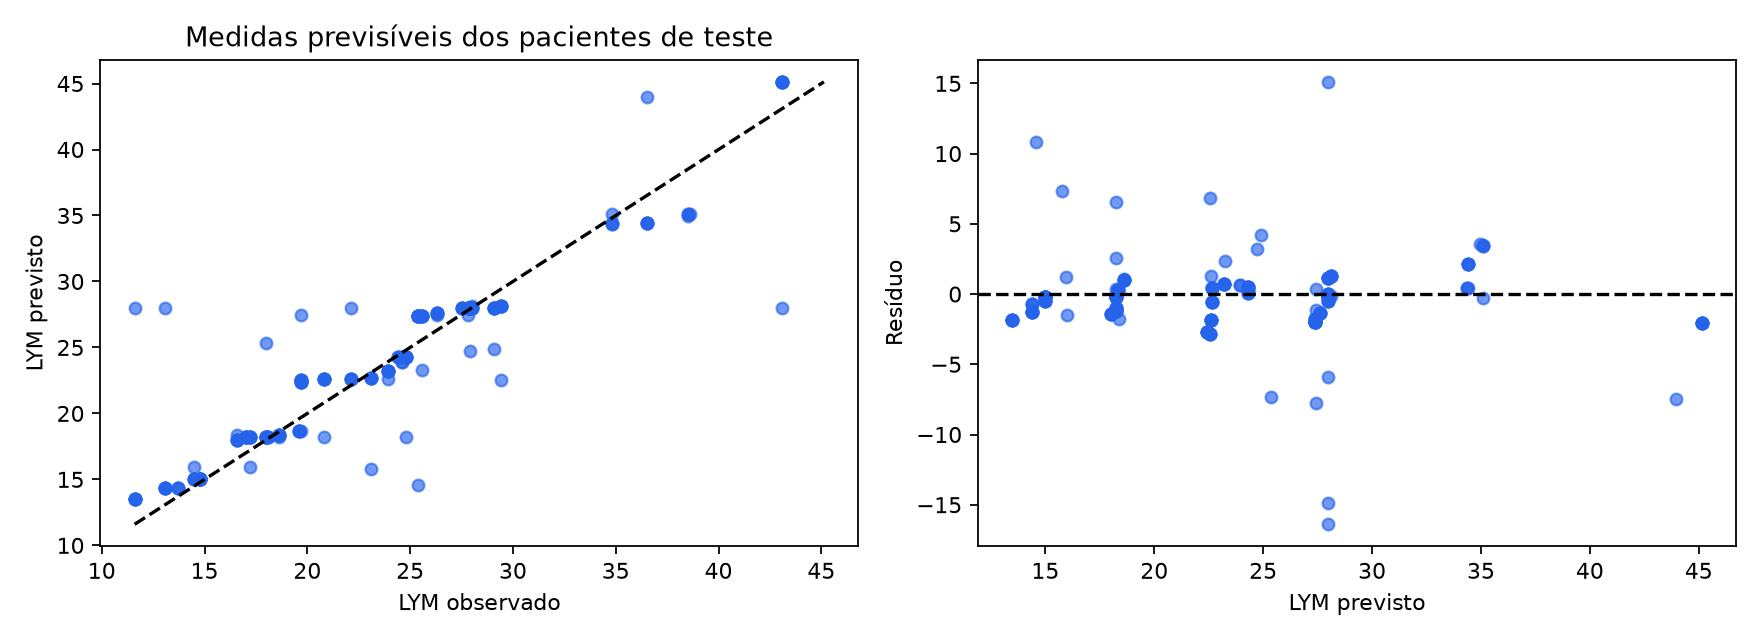 Medidas previsíveis dos pacientes de teste
LYM previsto
45
40
35
30
25
20
15
10
10 15 20 25 30 35 40 45
LYM observado
Resíduo
15
10
5
0
−5
−10
−15
15 20 25 30 35 40 45
LYM previsto